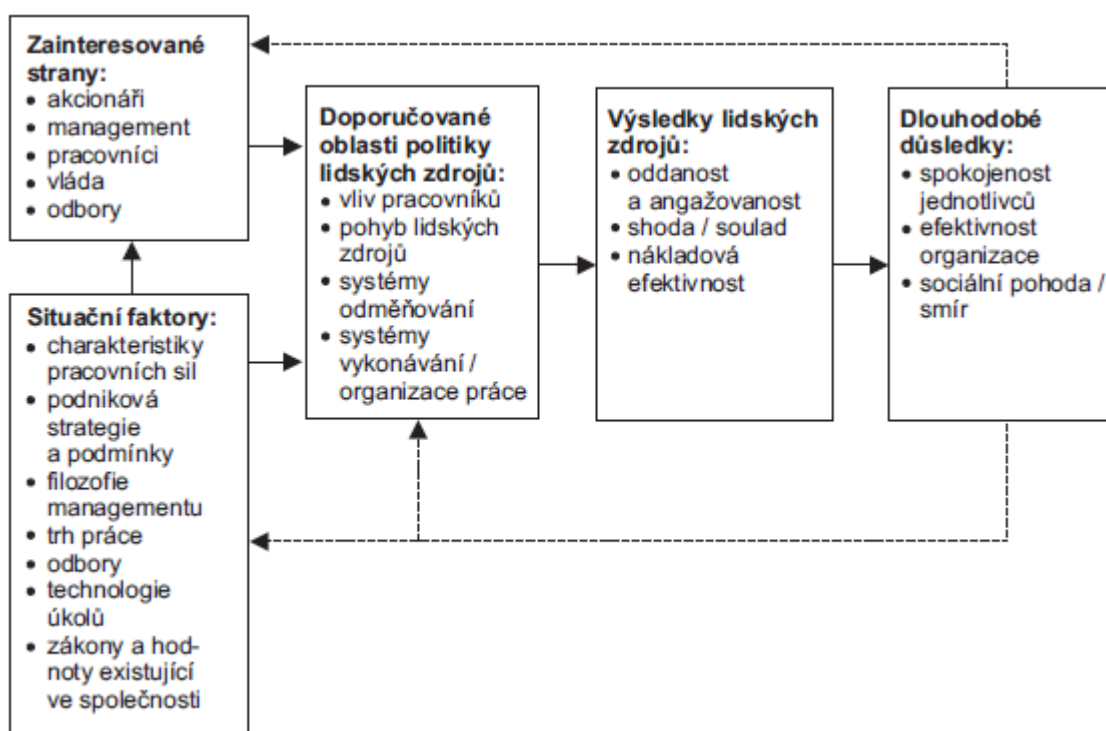 Zainteresované
strany:
• akcionáři
• management
• pracovníci
• vláda
• odbory
Situační faktory:
• charakteristiky
pracovních sil
• podniková
strategie
a podmínky
• filozofie
managementu
• trh práce
• odbory
• technologie
úkolů
• zákony a hod-
noty existující
ve společnosti
Doporučované
oblasti politiky
lidských zdrojů:
• vliv pracovníků
• pohyb lidských
zdrojů
• systémy
odměňování
• systémy
vykonávání /
organizace práce
Výsledky lidských
zdrojů:
• oddanost
a angažovanost
• shoda / soulad
• nákladová
efektivnost
Dlouhodobé
důsledky:
• spokojenost
jednotlivců
• efektivnost
organizace
• sociální pohoda /
smír